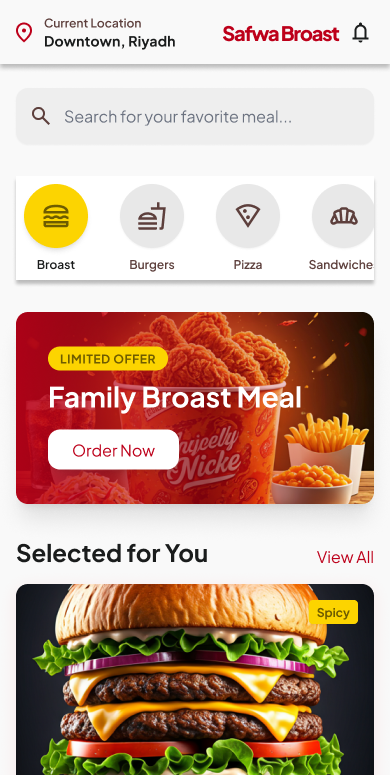 Current Location
Downtown, Riyadh
Safwa Broast
Search for your favorite meal...
Broast
Burgers
Pizza
Sandwiche
LIMITED OFFER
Family Broast Meal
Order Now
Nicke
Selected for You
View All
Spicy